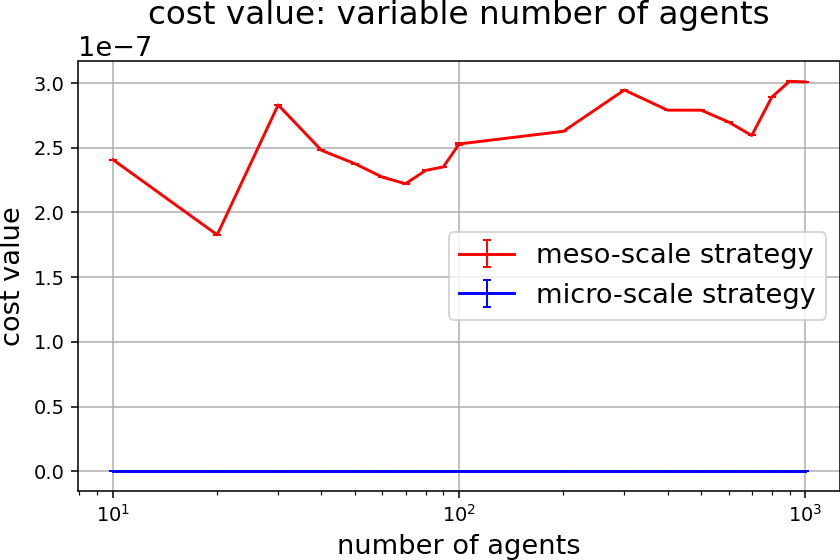 cost value: variable number of agents
1e−7
3.0
2.5
2.0
1.5
1.0
0.5
0.0
cost value
meso-scale strategy
micro-scale strategy
10¹ 10² 10³
number of agents